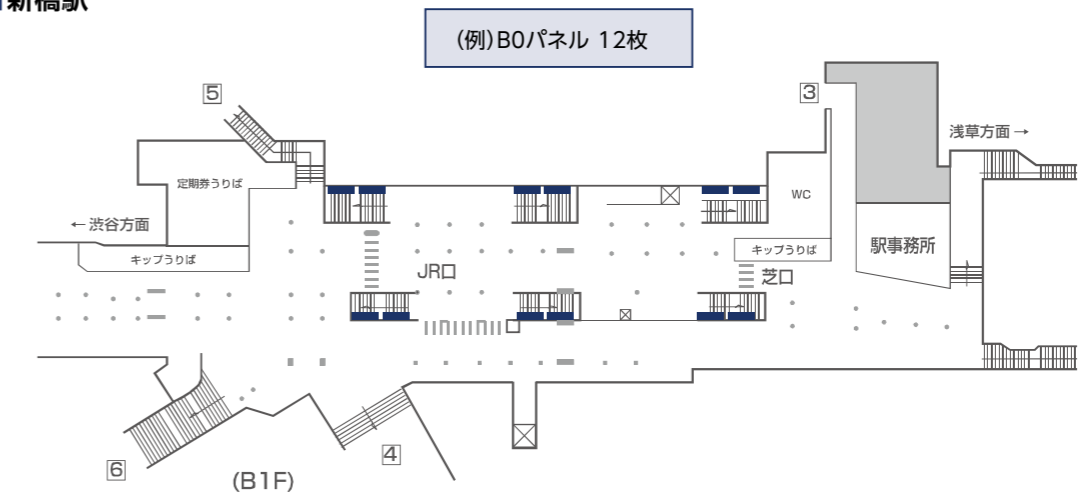 新橋駅
(例)B0パネル 12枚
5
3
浅草方面 →
定期券うりば
WC
← 渋谷方面
キップうりば
キップうりば
駅事務所
JR口
芝口
4
6
(B1F)